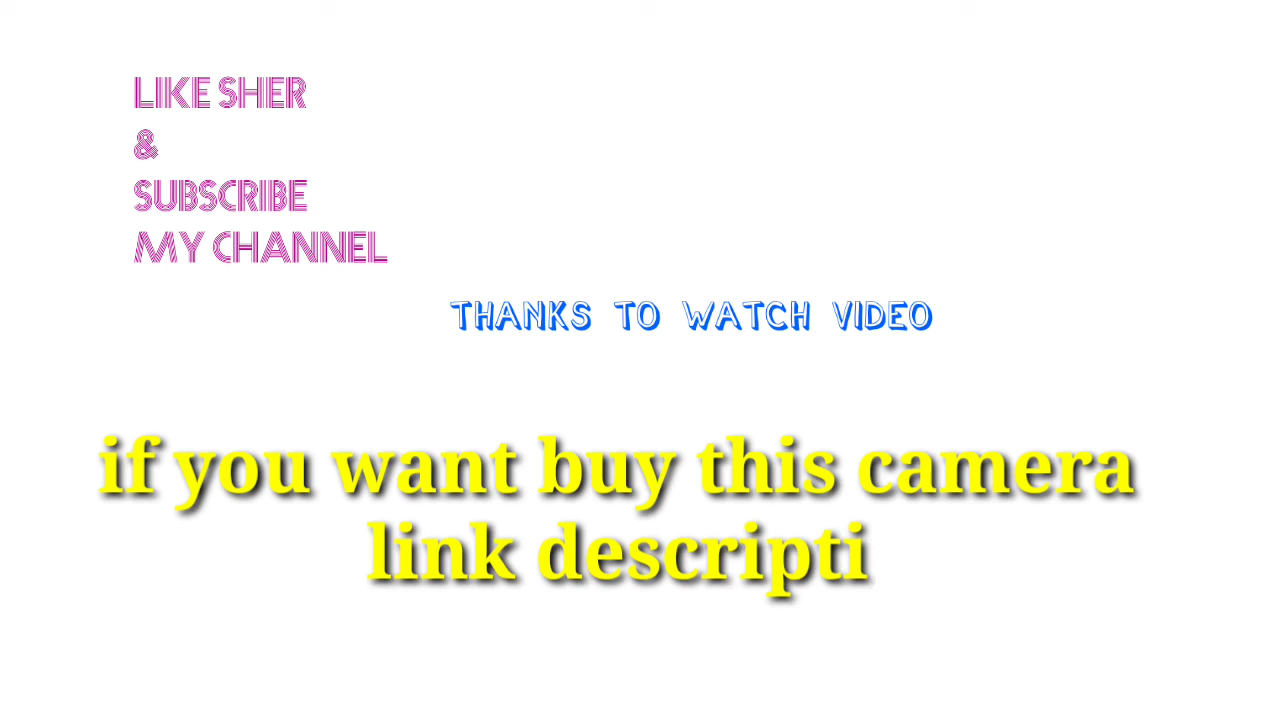 LIKE SHER
&
SUBSCRIBE
MY CHANNEL
THANKS TO WATCH VIDEO
if you want buy this camera
link descripti